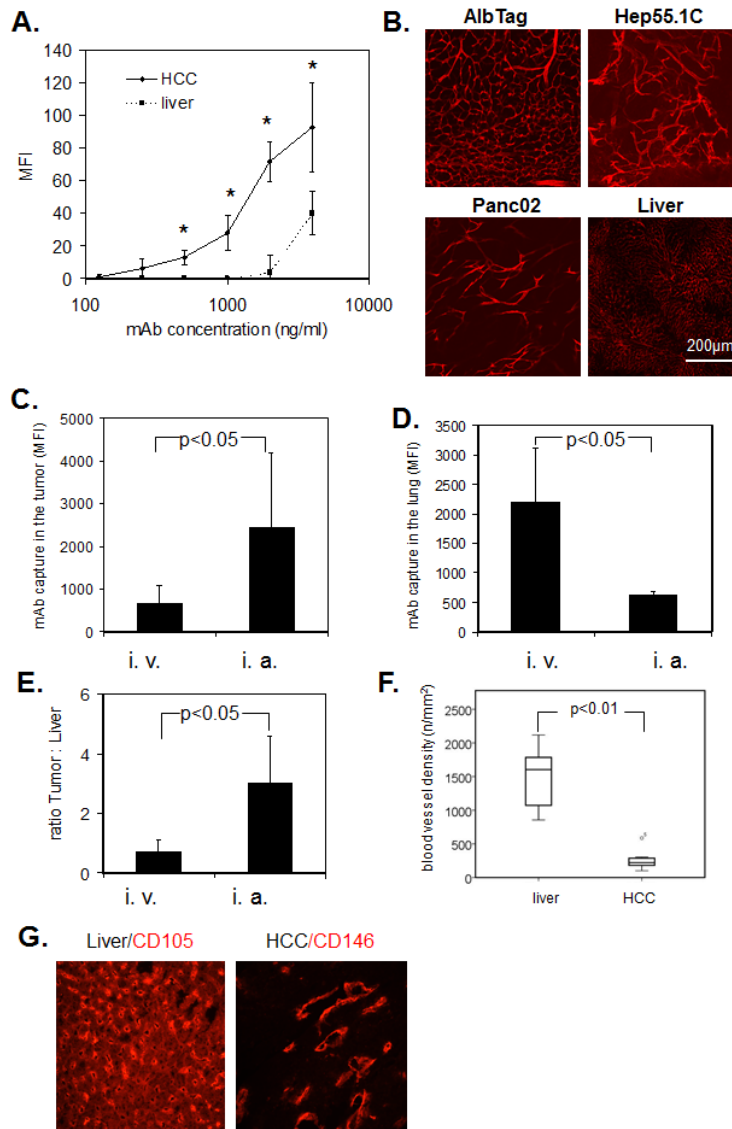 A.
140
120
100
80
60
40
20
0
MFI
HCC
liver
*
*
*
*
*
100
1000
10000
mAb concentration (ng/ml)
B.
AlbTag
Hep55.1C
Panc02
Liver
200µm
C.
5000
4000
3000
2000
1000
0
mAb capture in the tumor (MFI)
p<0.05
i. v.
i. a.
D.
3500
3000
2500
2000
1500
1000
500
0
mAb capture in the lung (MFI)
p<0.05
i. v.
i. a.
E.
6
4
2
0
ratio Tumor : Liver
p<0.05
i. v.
i. a.
F.
2500
2000
1500
1000
500
0
blood vessel density (n/mm²)
p<0.01
liver
HCC
G.
Liver/CD105
HCC/CD146